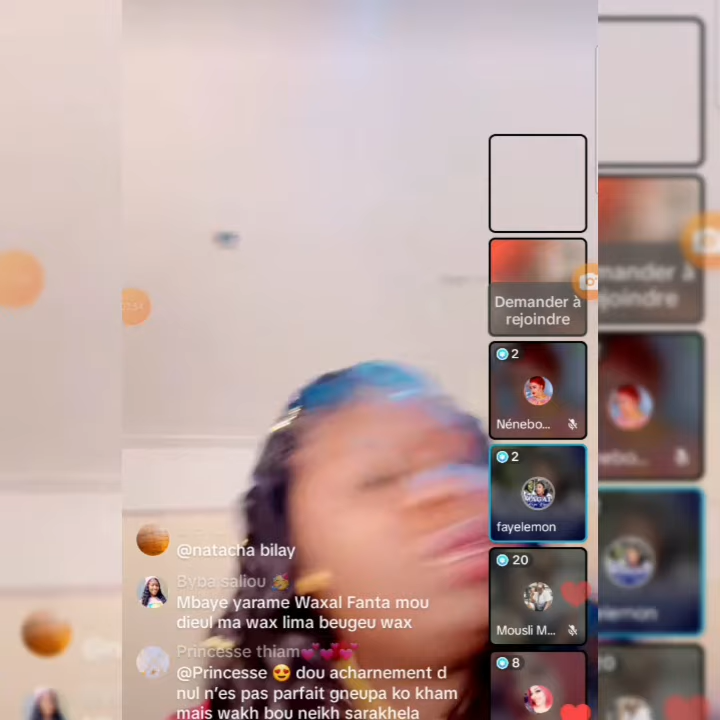 Demander à
rejoindre
2
Nénebo...
2
fayelemon
20
Mousli M...
8
@natacha bilay
Bybaisaliou
Mbaye yarame Waxal Fanta mou
dieul ma wax lima beugeu wax
Princesse thiam💕💕💕
@Princesse 😍 dou acharnement d
nul n'es pas parfait gneupa ko kham
mais wakh bou neikh sarakhela